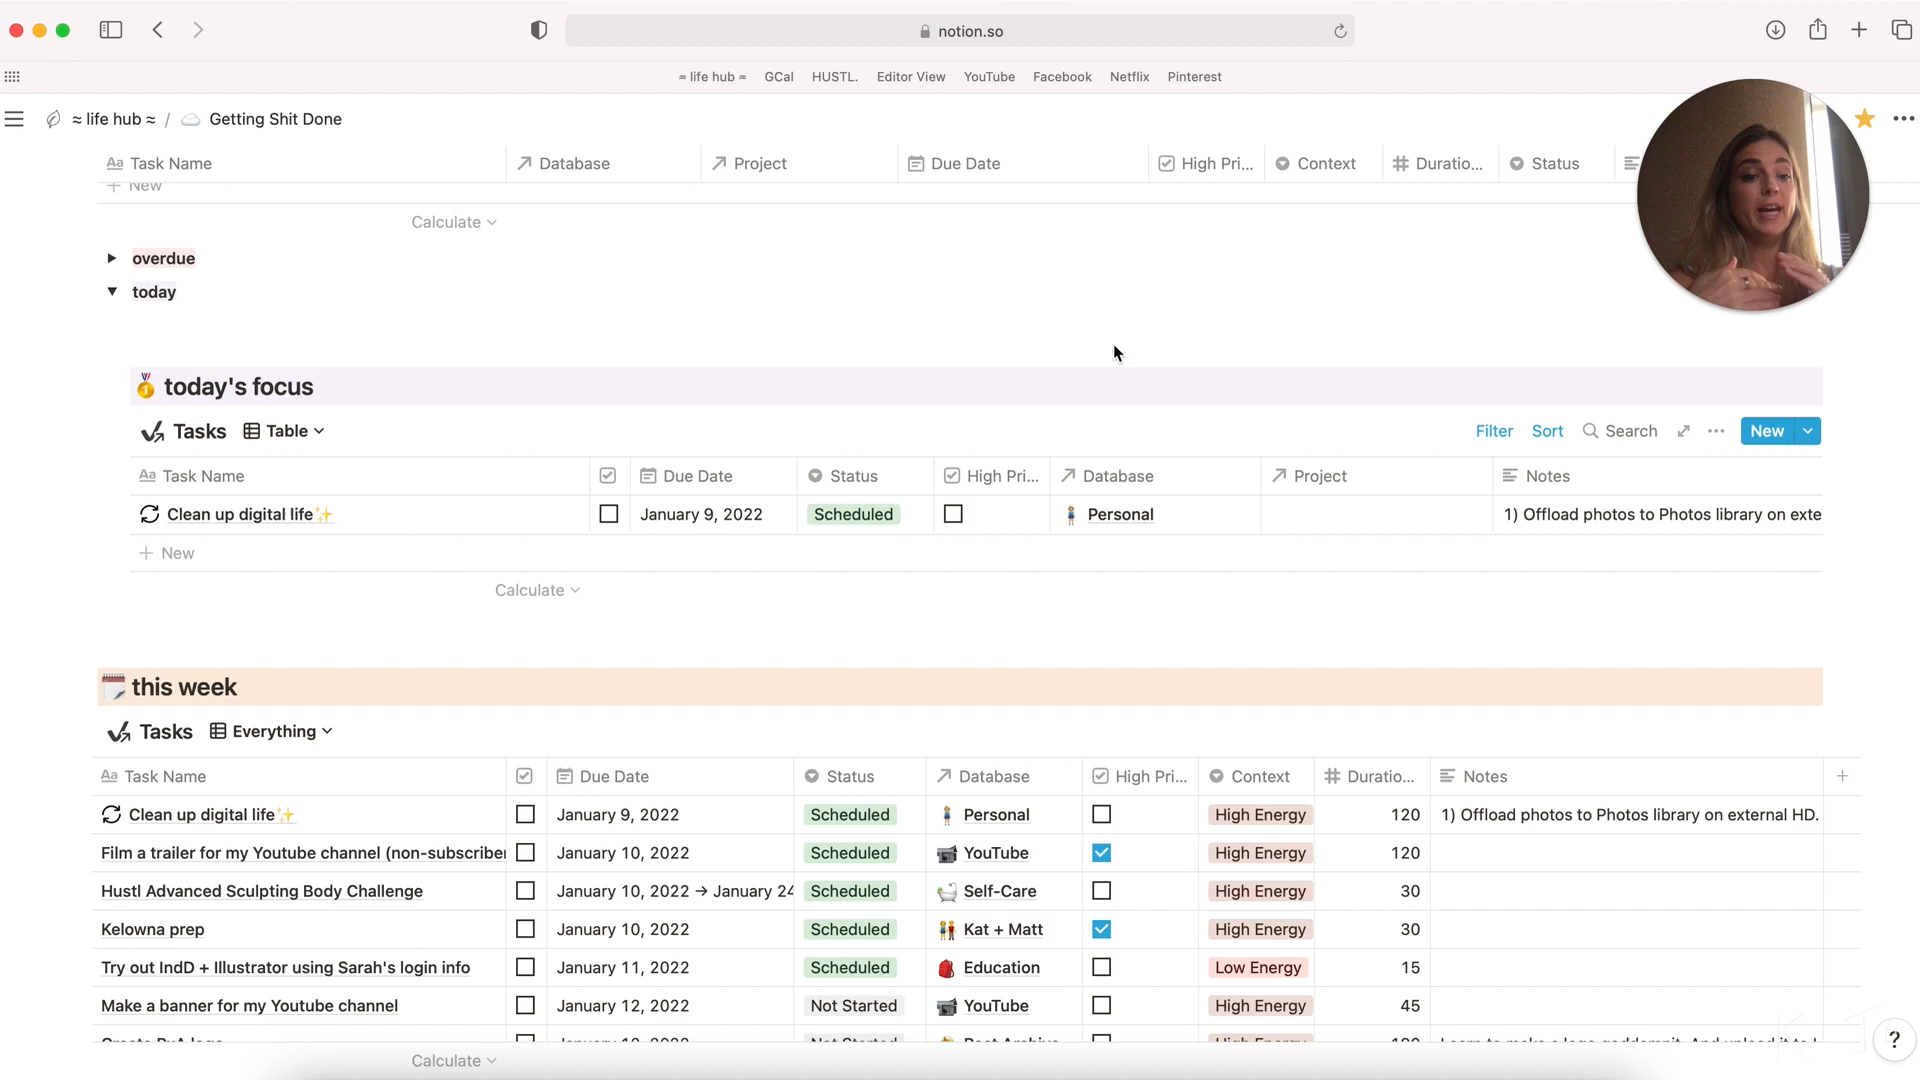 notion.so
≈ life hub ≈ GCal HUSTL. Editor View YouTube Facebook Netflix Pinterest
≈ life hub ≈ / Getting Shit Done
Aa Task Name Database Project Due Date High Pri... Context # Duratio... Status
+ New
Calculate
overdue
today
today's focus
Tasks Table Filter Sort Search ... New
Aa Task Name Due Date Status High Pri... Database Project Notes
Clean up digital life✨ January 9, 2022 Scheduled Personal 1) Offload photos to Photos library on exte
+ New
Calculate
this week
Tasks Everything
Aa Task Name Due Date Status Database High Pri... Context # Duratio... Notes +
Clean up digital life✨ January 9, 2022 Scheduled Personal High Energy 120 1) Offload photos to Photos library on external HD.
Film a trailer for my Youtube channel (non-subscriber January 10, 2022 Scheduled YouTube High Energy 120
Hustl Advanced Sculpting Body Challenge January 10, 2022 → January 24 Scheduled Self-Care High Energy 30
Kelowna prep January 10, 2022 Scheduled Kat + Matt High Energy 30
Try out IndD + Illustrator using Sarah's login info January 11, 2022 Scheduled Education Low Energy 15
Make a banner for my Youtube channel January 12, 2022 Not Started YouTube High Energy 45
Calculate
?